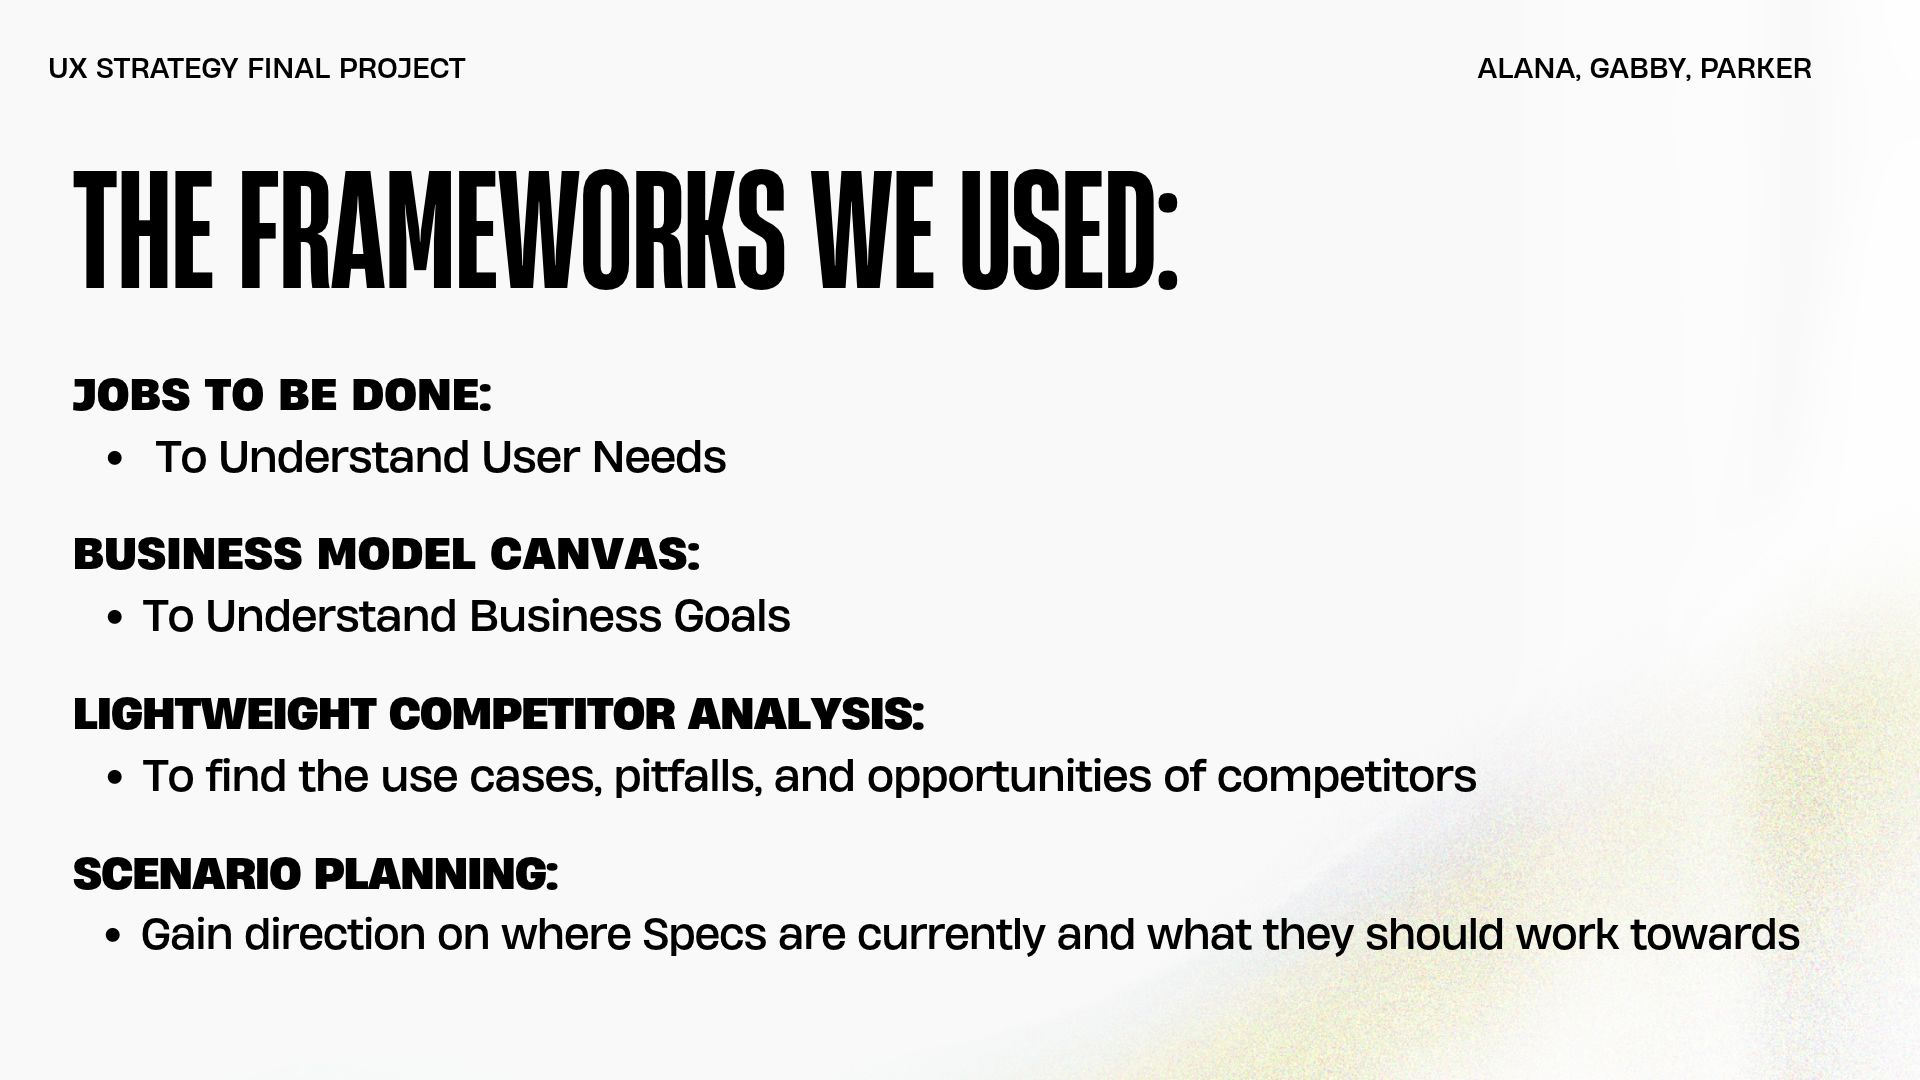 UX STRATEGY FINAL PROJECT
ALANA, GABBY, PARKER
THE FRAMEWORKS WE USED:
JOBS TO BE DONE:
• To Understand User Needs
BUSINESS MODEL CANVAS:
• To Understand Business Goals
LIGHTWEIGHT COMPETITOR ANALYSIS:
• To find the use cases, pitfalls, and opportunities of competitors
SCENARIO PLANNING:
• Gain direction on where Specs are currently and what they should work towards